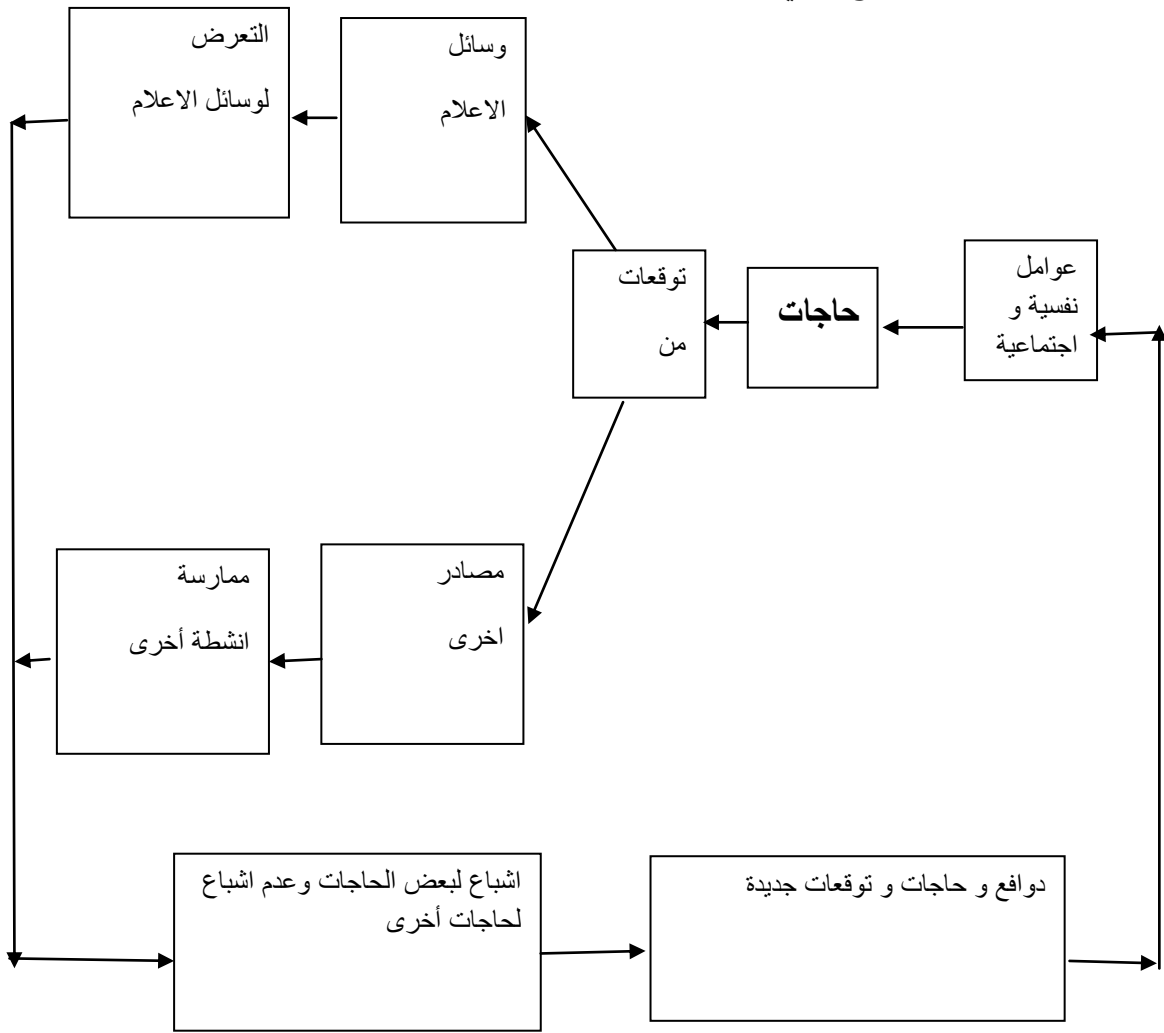 عوامل
نفسية و
اجتماعية
حاجات
توقعات
من
وسائل
الاعلام
التعرض
لوسائل الاعلام
مصادر
اخرى
ممارسة
انشطة أخرى
اشباع لبعض الحاجات وعدم اشباع
لحاجات أخرى
دوافع و حاجات و توقعات جديدة